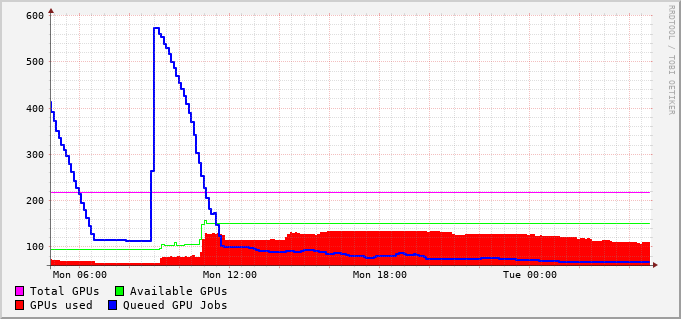 600
500
400
300
200
100
Mon 06:00 Mon 12:00 Mon 18:00 Tue 00:00
Total GPUs Available GPUs
GPUs used Queued GPU Jobs
RRDTOOL / TOBI OETIKER